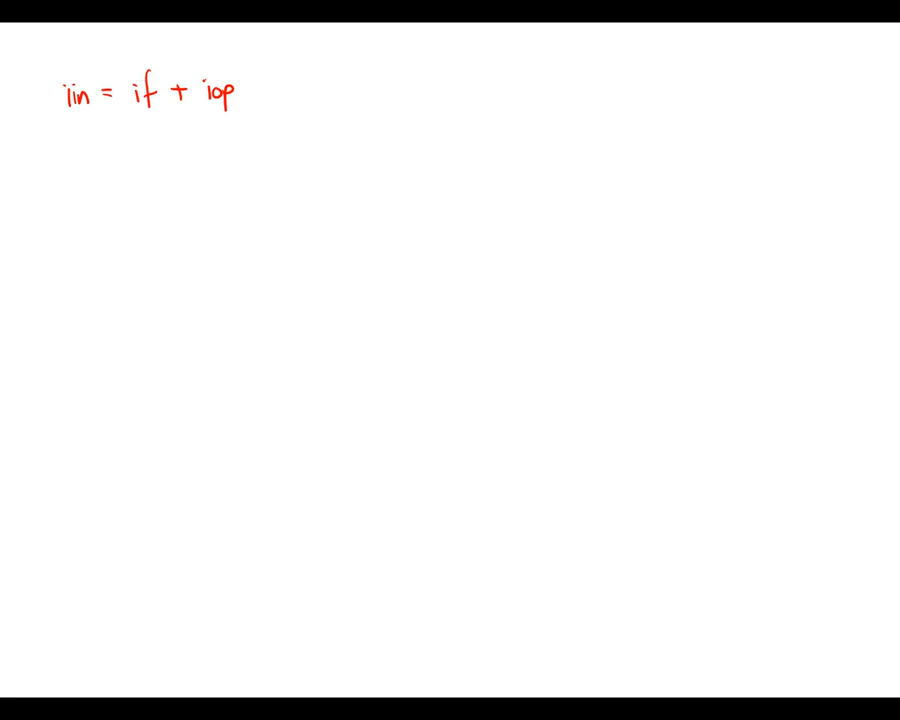 iin = if + iop